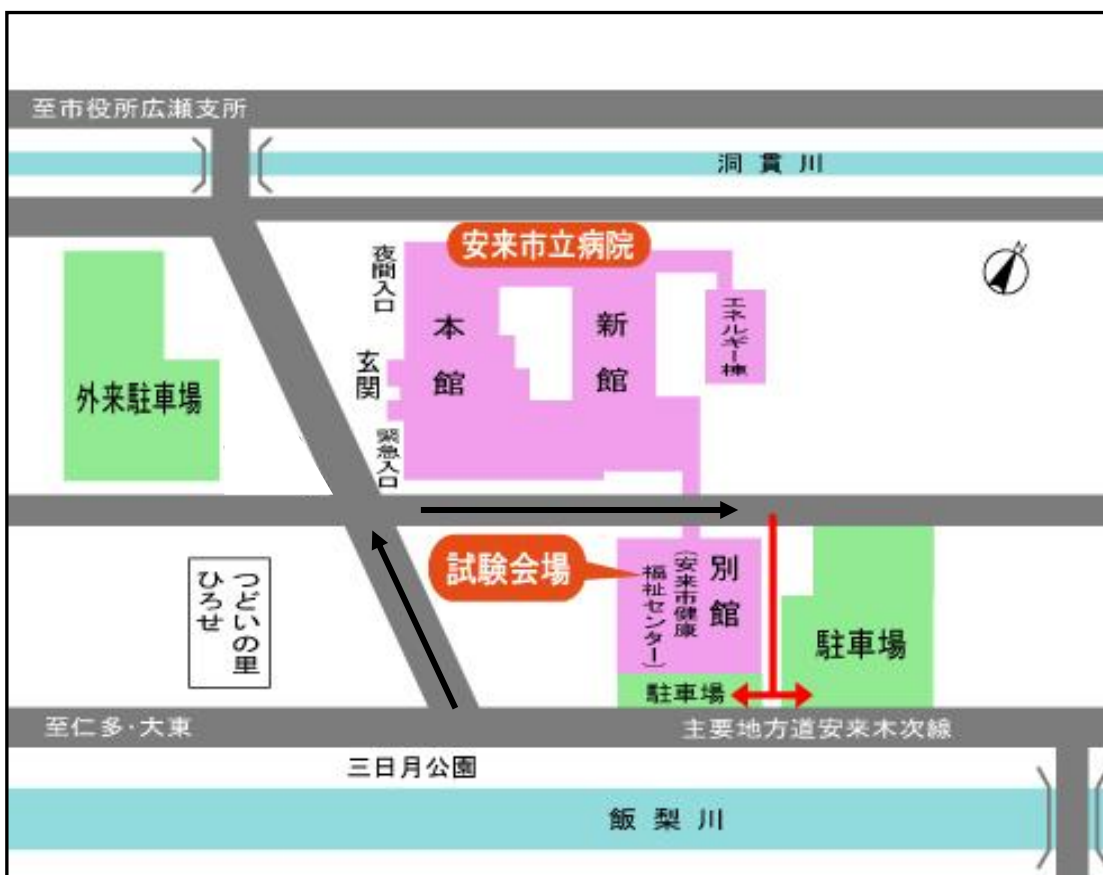 至市役所広瀬支所
洞貫川
安来市立病院
N
夜間入口
本館
新館
エネルギー棟
玄関
外来駐車場
緊急入口
試験会場
別館
（安来市健康
福祉センター）
つどいの里
ひろせ
駐車場
駐車場
至仁多・大東
主要地方道安来木次線
三日月公園
飯梨川